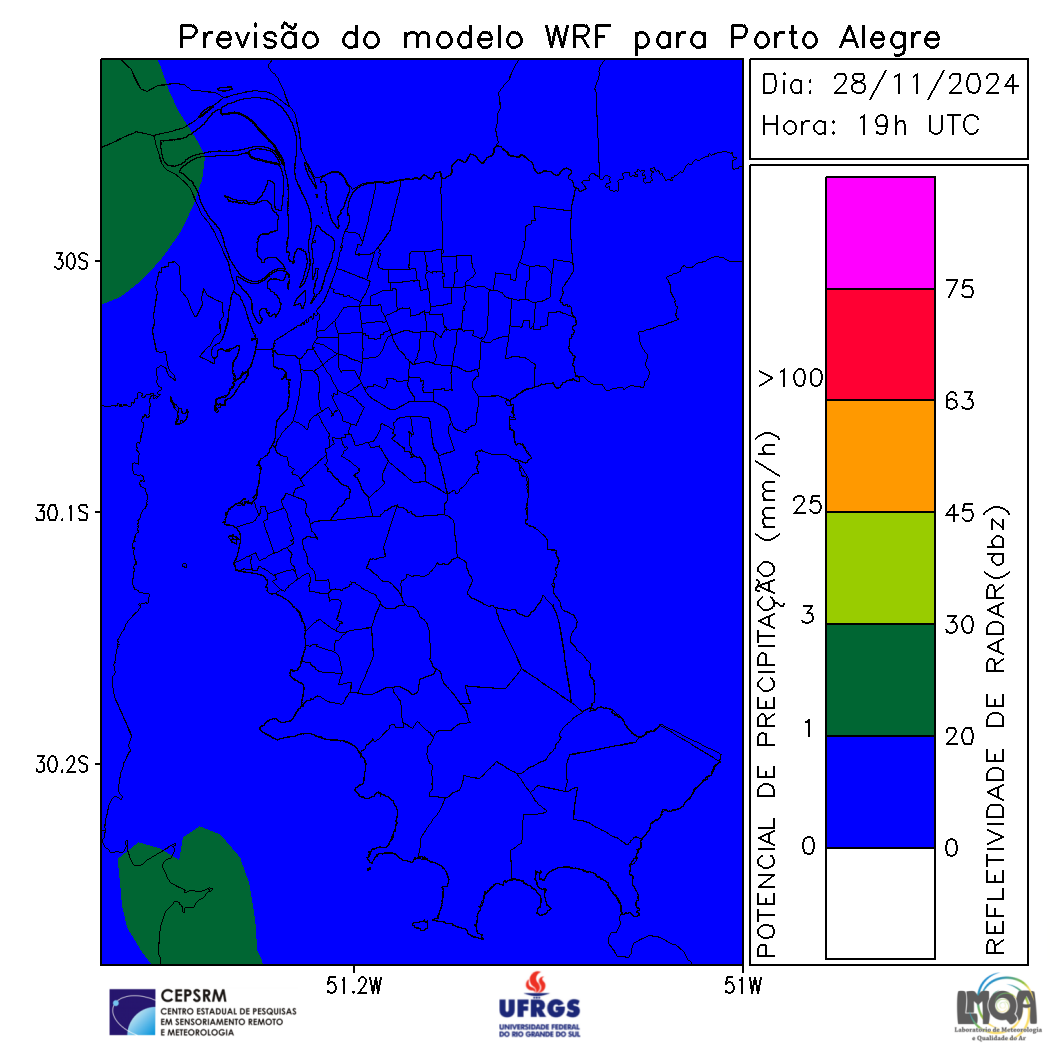 Previsão do modelo WRF para Porto Alegre
Dia: 28/11/2024
Hora: 19h UTC
30S
30.1S
30.2S
51.2W
51W
POTENCIAL DE PRECIPITAÇÃO (mm/h)
>100
25
3
1
0
75
63
45
30
20
0
REFLETIVIDADE DE RADAR(dbz)
CEPSRM
CENTRO ESTADUAL DE PESQUISAS
EM SENSORIAMENTO REMOTO
E METEOROLOGIA
UFRGS
UNIVERSIDADE FEDERAL
DO RIO GRANDE DO SUL
LMQA
Laboratório de Meteorologia
e Qualidade do Ar